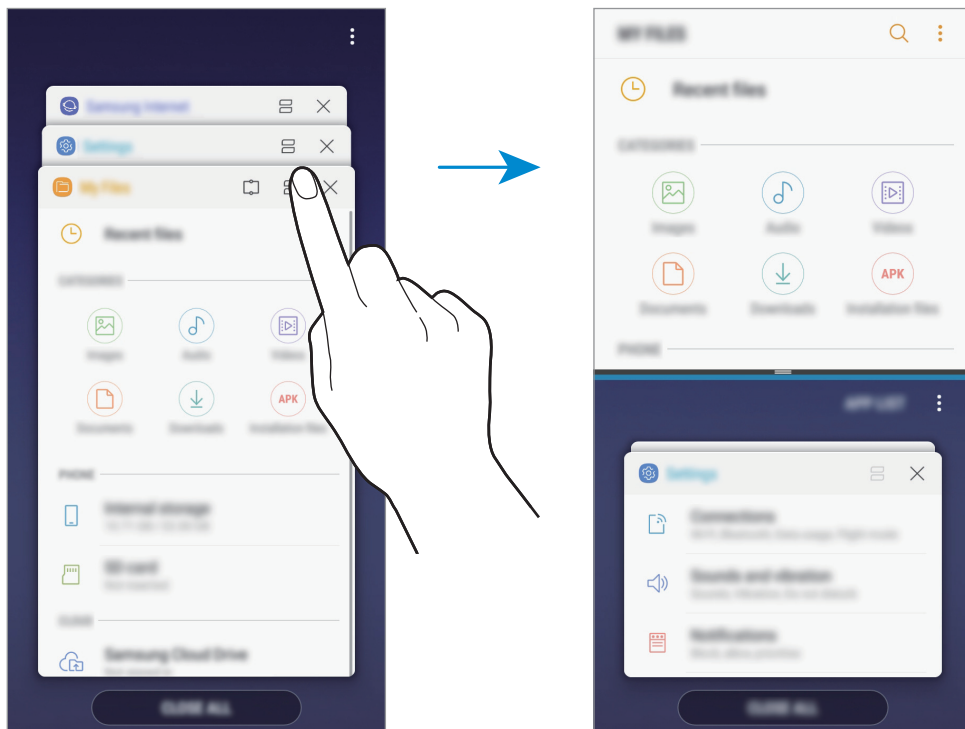 Samsung Internet
Settings
My Files
Recent files
CATEGORIES
Images
Audio
Videos
Documents
Downloads
APK
Installation files
PHONE
Internal storage
SD card
Not inserted
CLOUD
Samsung Cloud Drive
CLOSE ALL
MY FILES
Recent files
CATEGORIES
Images
Audio
Videos
Documents
Downloads
APK
Installation files
PHONE
APP LIST
Settings
Connections
Sounds and vibration
Notifications
CLOSE ALL